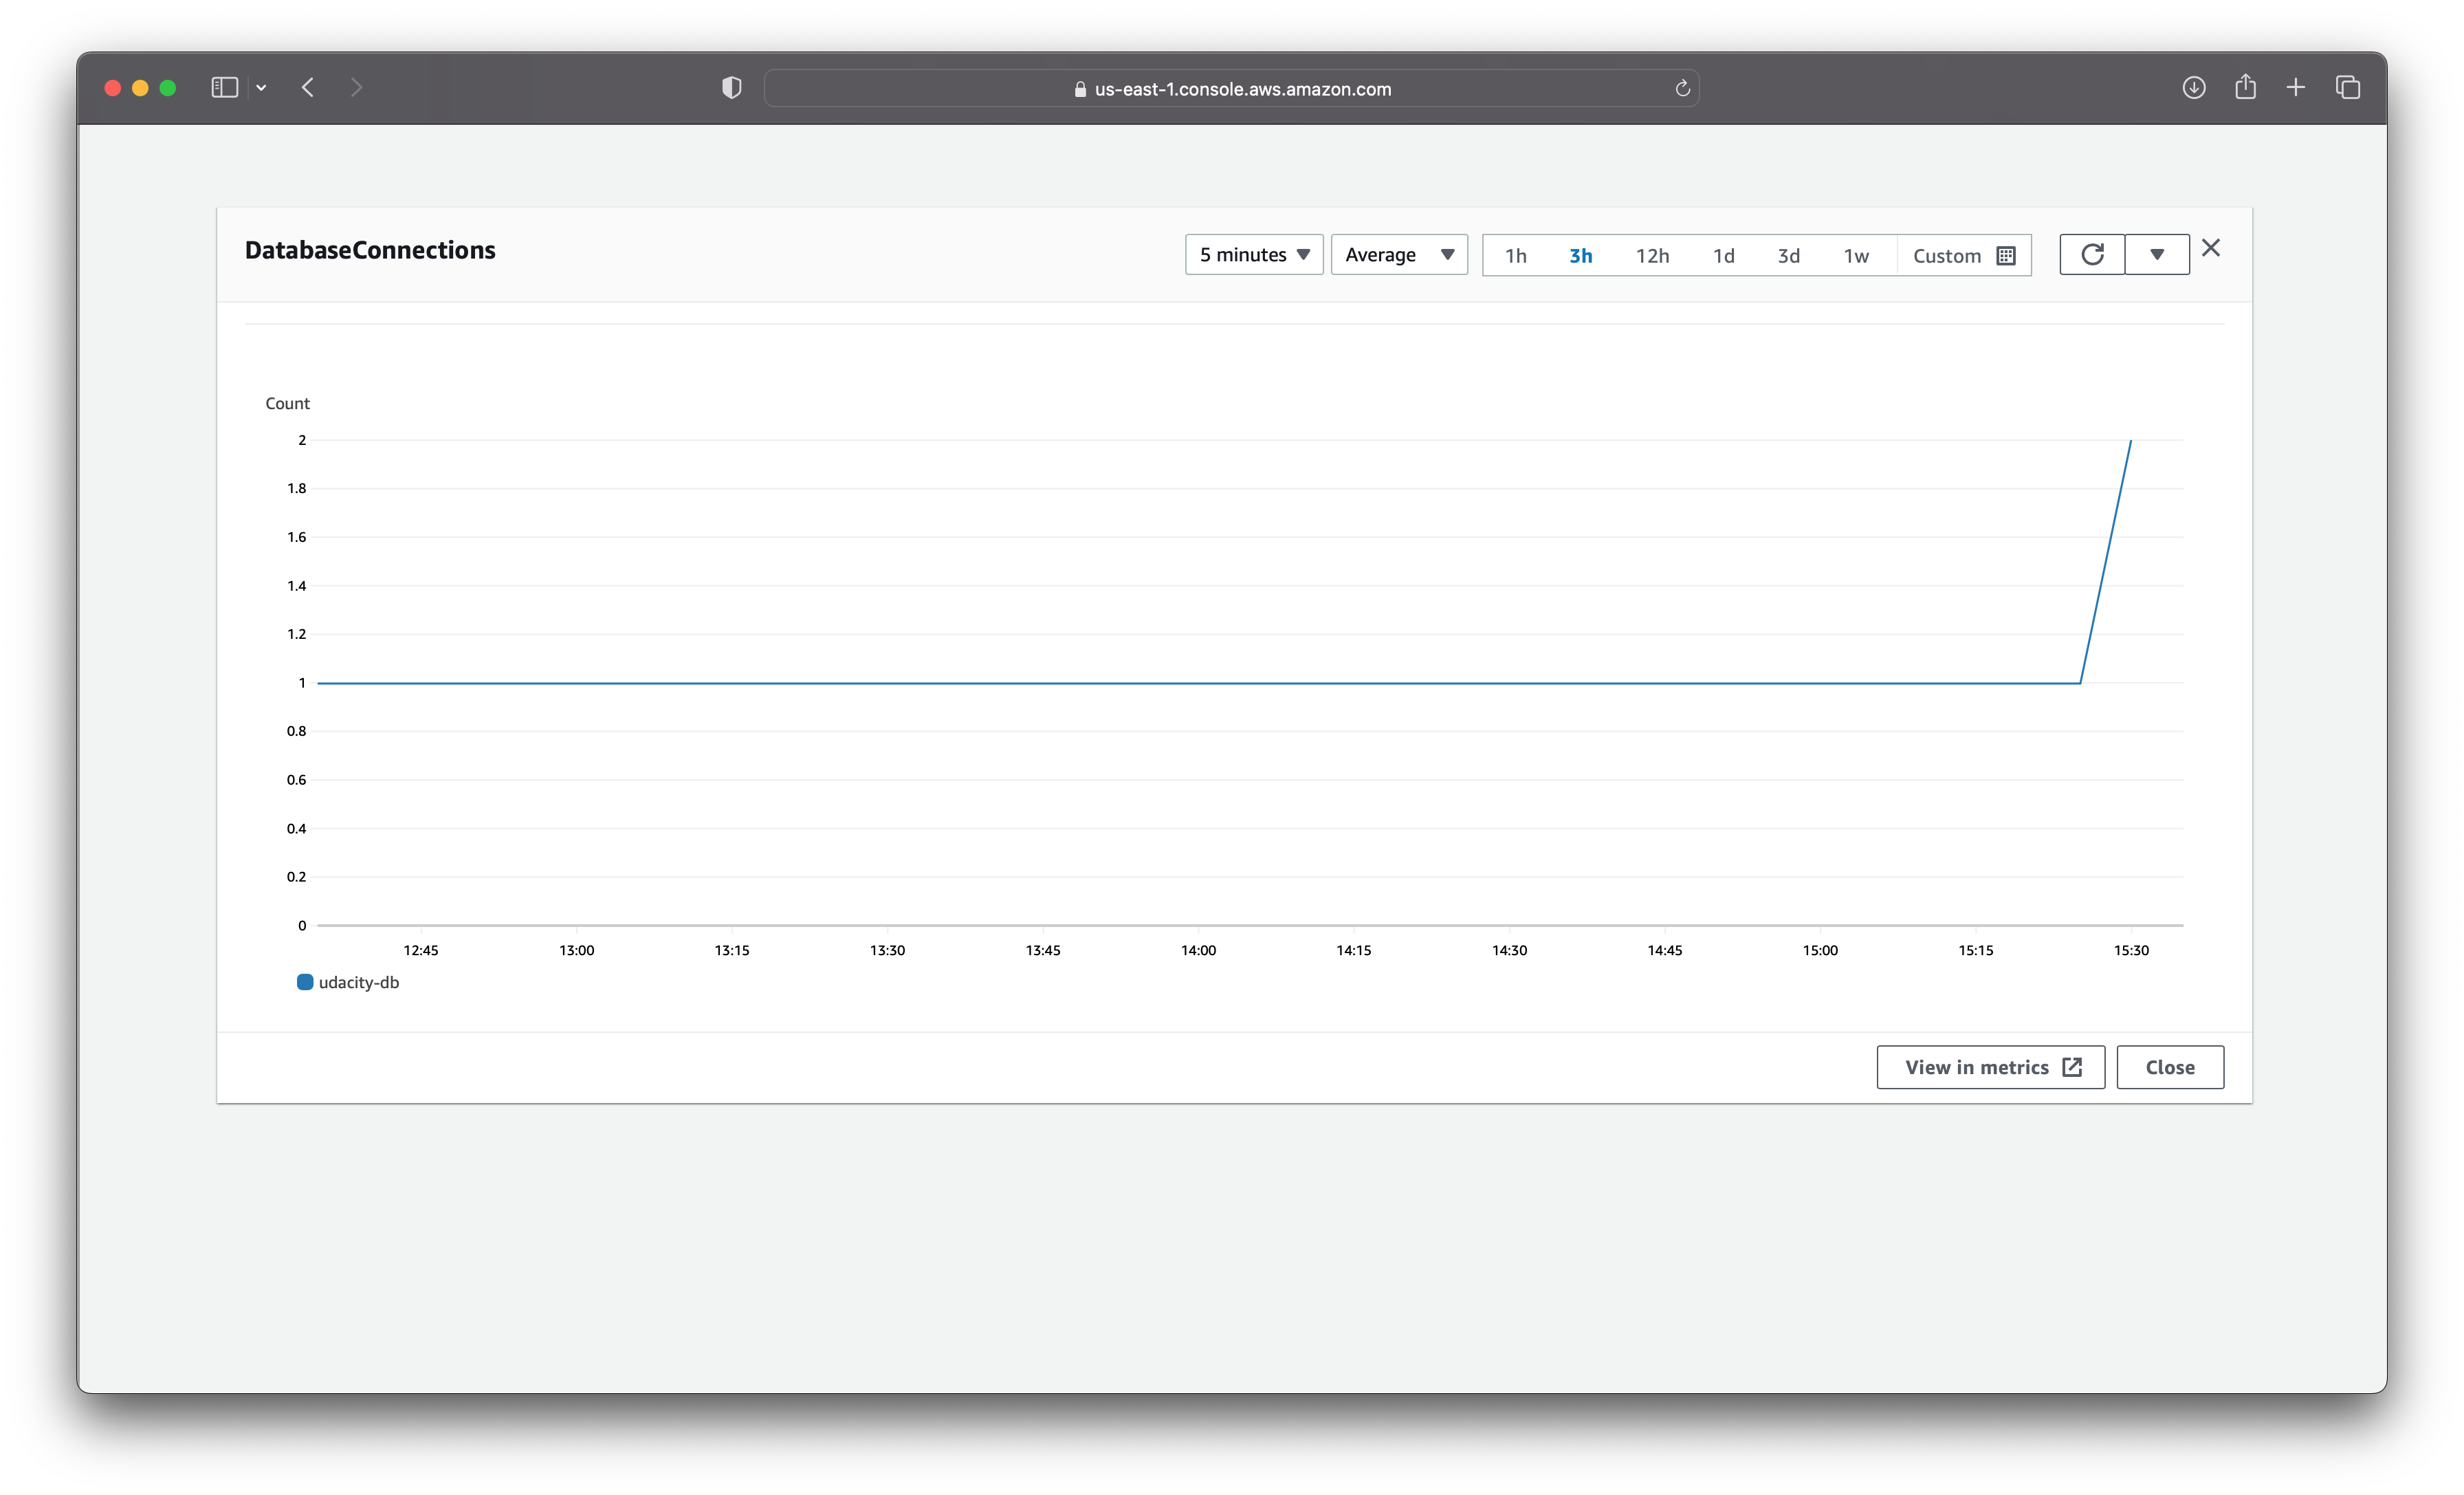 us-east-1.console.aws.amazon.com
DatabaseConnections
5 minutes Average 1h 3h 12h 1d 3d 1w Custom
Count
2
1.8
1.6
1.4
1.2
1
0.8
0.6
0.4
0.2
0
12:45 13:00 13:15 13:30 13:45 14:00 14:15 14:30 14:45 15:00 15:15 15:30
udacity-db
View in metrics Close